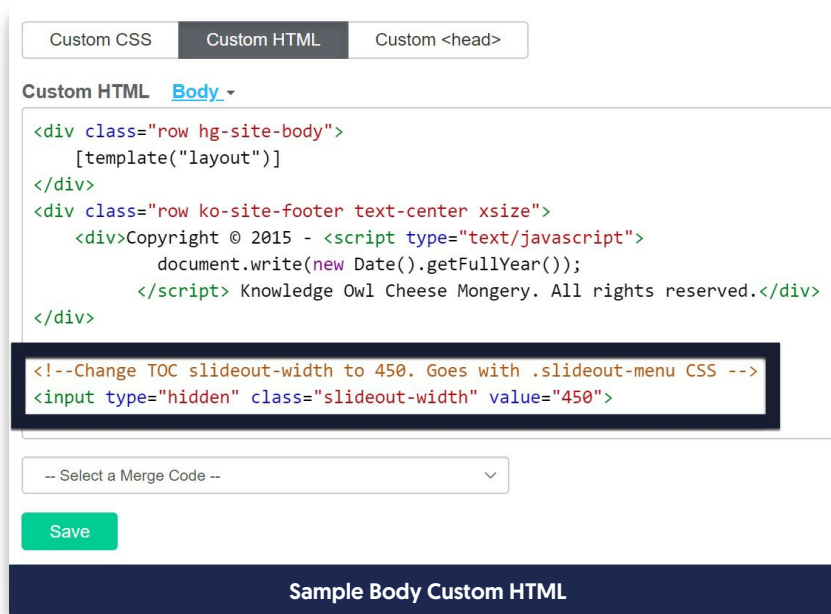 Custom CSS Custom HTML Custom <head>
Custom HTML Body
<div class="row hg-site-body">
[template("layout")]
</div>
<div class="row ko-site-footer text-center xsize">
<div>Copyright © 2015 - <script type="text/javascript">
document.write(new Date().getFullYear());
</script> Knowledge Owl Cheese Mongery. All rights reserved.</div>
</div>
<!--Change TOC slideout-width to 450. Goes with .slideout-menu CSS -->
<input type="hidden" class="slideout-width" value="450">
-- Select a Merge Code --
Save
Sample Body Custom HTML